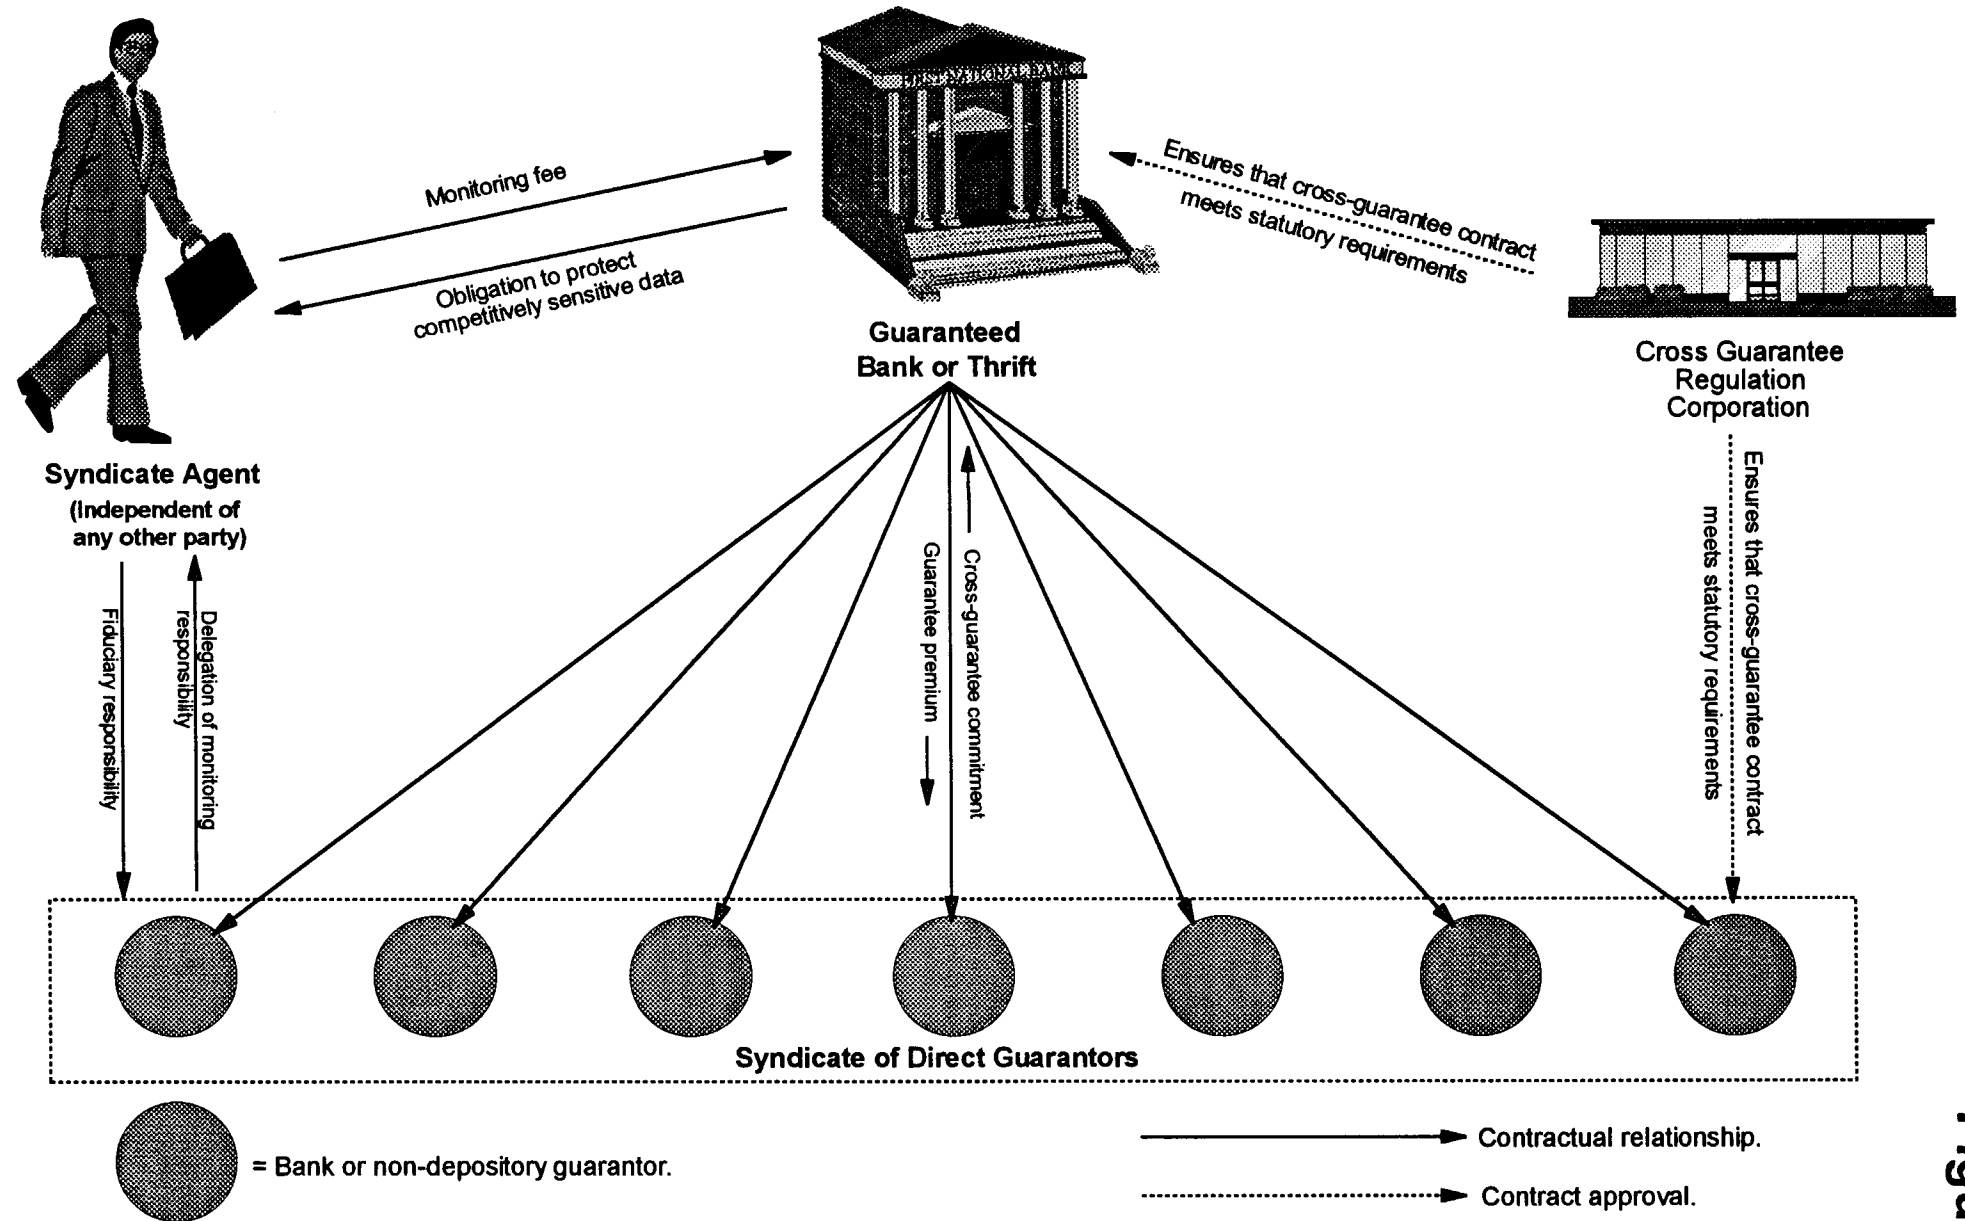 FIRST NATIONAL BANK
Monitoring fee
Obligation to protect
competitively sensitive data
Ensures that cross-guarantee contract
meets statutory requirements
Guaranteed
Bank or Thrift
Cross Guarantee
Regulation
Corporation
Syndicate Agent
(Independent of
any other party)
Fiduciary responsibility
Delegation of monitoring
responsibility
Guarantee premium
Cross-guarantee commitment
Ensures that cross-guarantee contract
meets statutory requirements
Syndicate of Direct Guarantors
= Bank or non-depository guarantor.
Contractual relationship.
Contract approval.